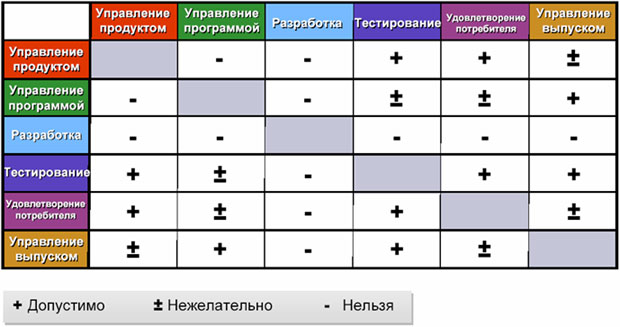 Управление продуктом Управление программой Разработка Тестирование Удовлетворение потребителя Управление выпуском
Управление продуктом - - + + ±
Управление программой - - ± ± +
Разработка - - - - -
Тестирование + ± - + +
Удовлетворение потребителя + ± - + ±
Управление выпуском ± + - + ±
+ Допустимо ± Нежелательно - Нельзя